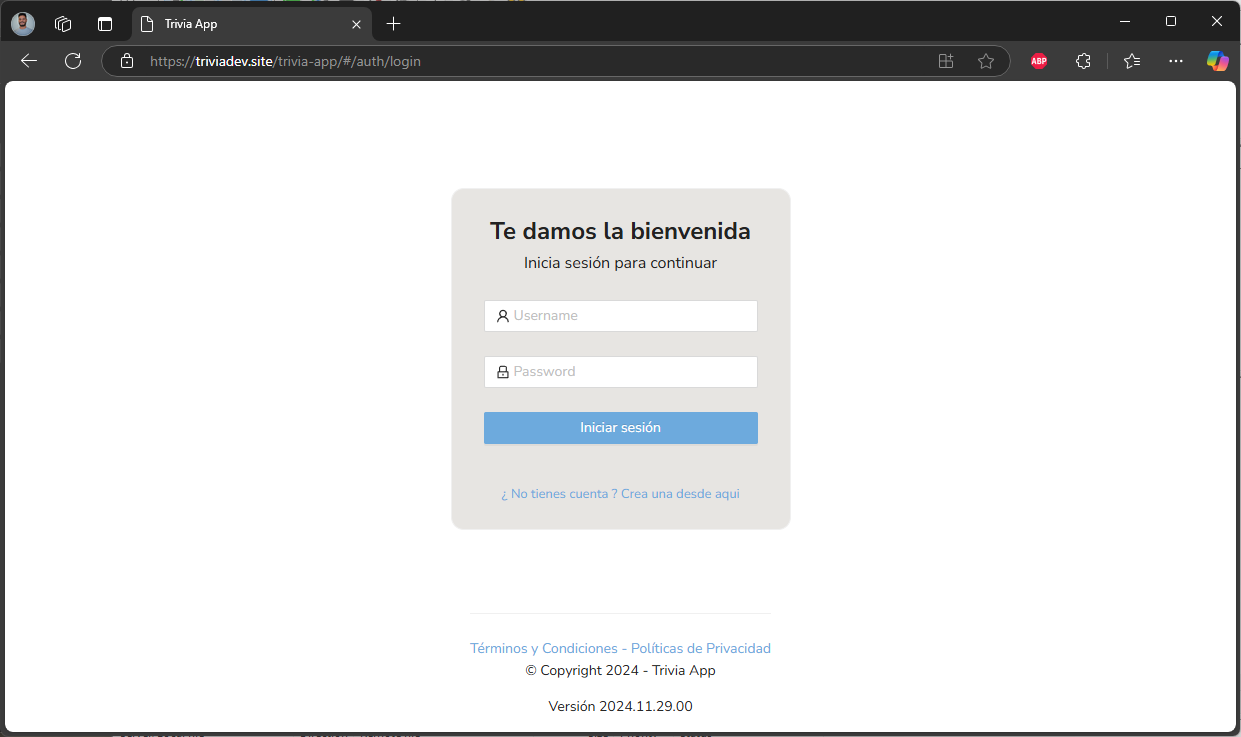 Trivia App
https://triviadev.site/trivia-app/#/auth/login
ABP
Te damos la bienvenida
Inicia sesión para continuar
Username
Password
Iniciar sesión
¿ No tienes cuenta ? Crea una desde aqui
Términos y Condiciones - Políticas de Privacidad
© Copyright 2024 - Trivia App
Versión 2024.11.29.00